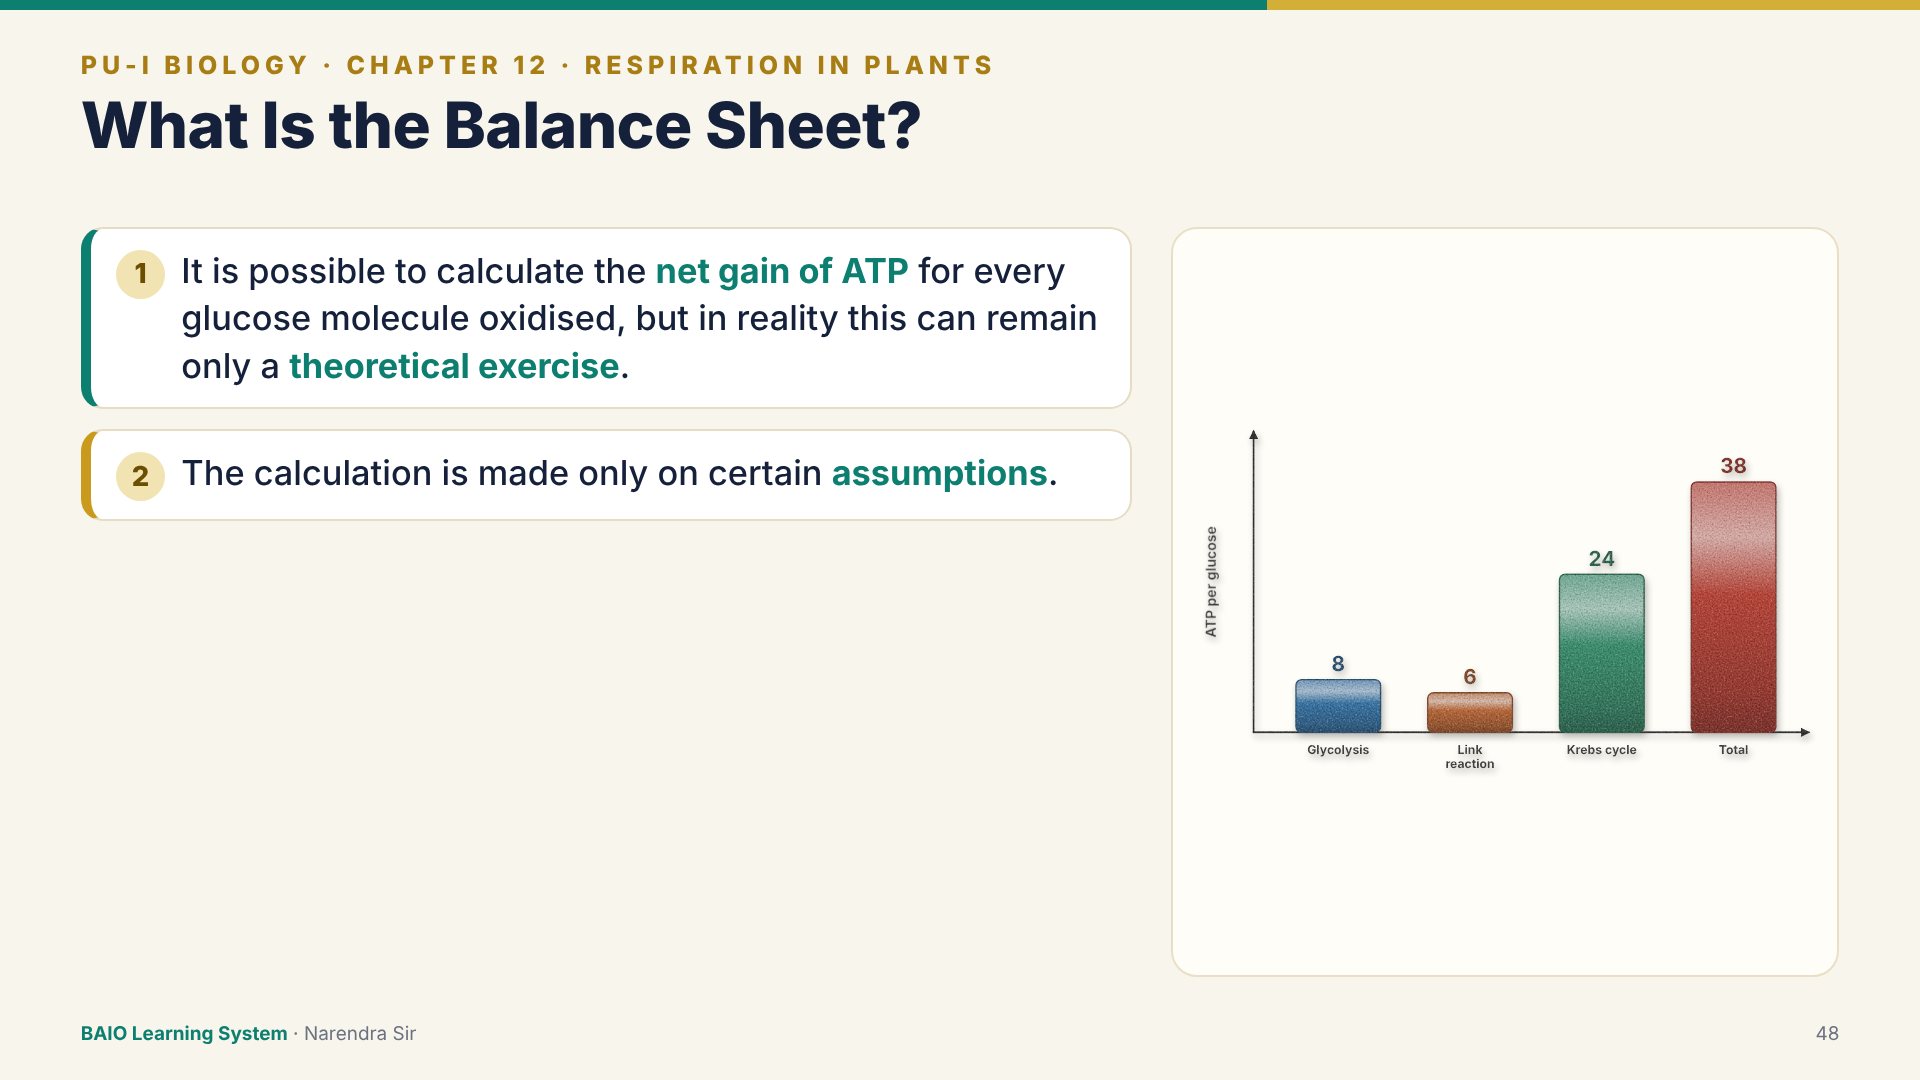 PU-I BIOLOGY · CHAPTER 12 · RESPIRATION IN PLANTS
What Is the Balance Sheet?
1
It is possible to calculate the net gain of ATP for every
glucose molecule oxidised, but in reality this can remain
only a theoretical exercise.
2
The calculation is made only on certain assumptions.
ATP per glucose
8
6
24
38
Glycolysis
Link
reaction
Krebs cycle
Total
BAIO Learning System · Narendra Sir
48